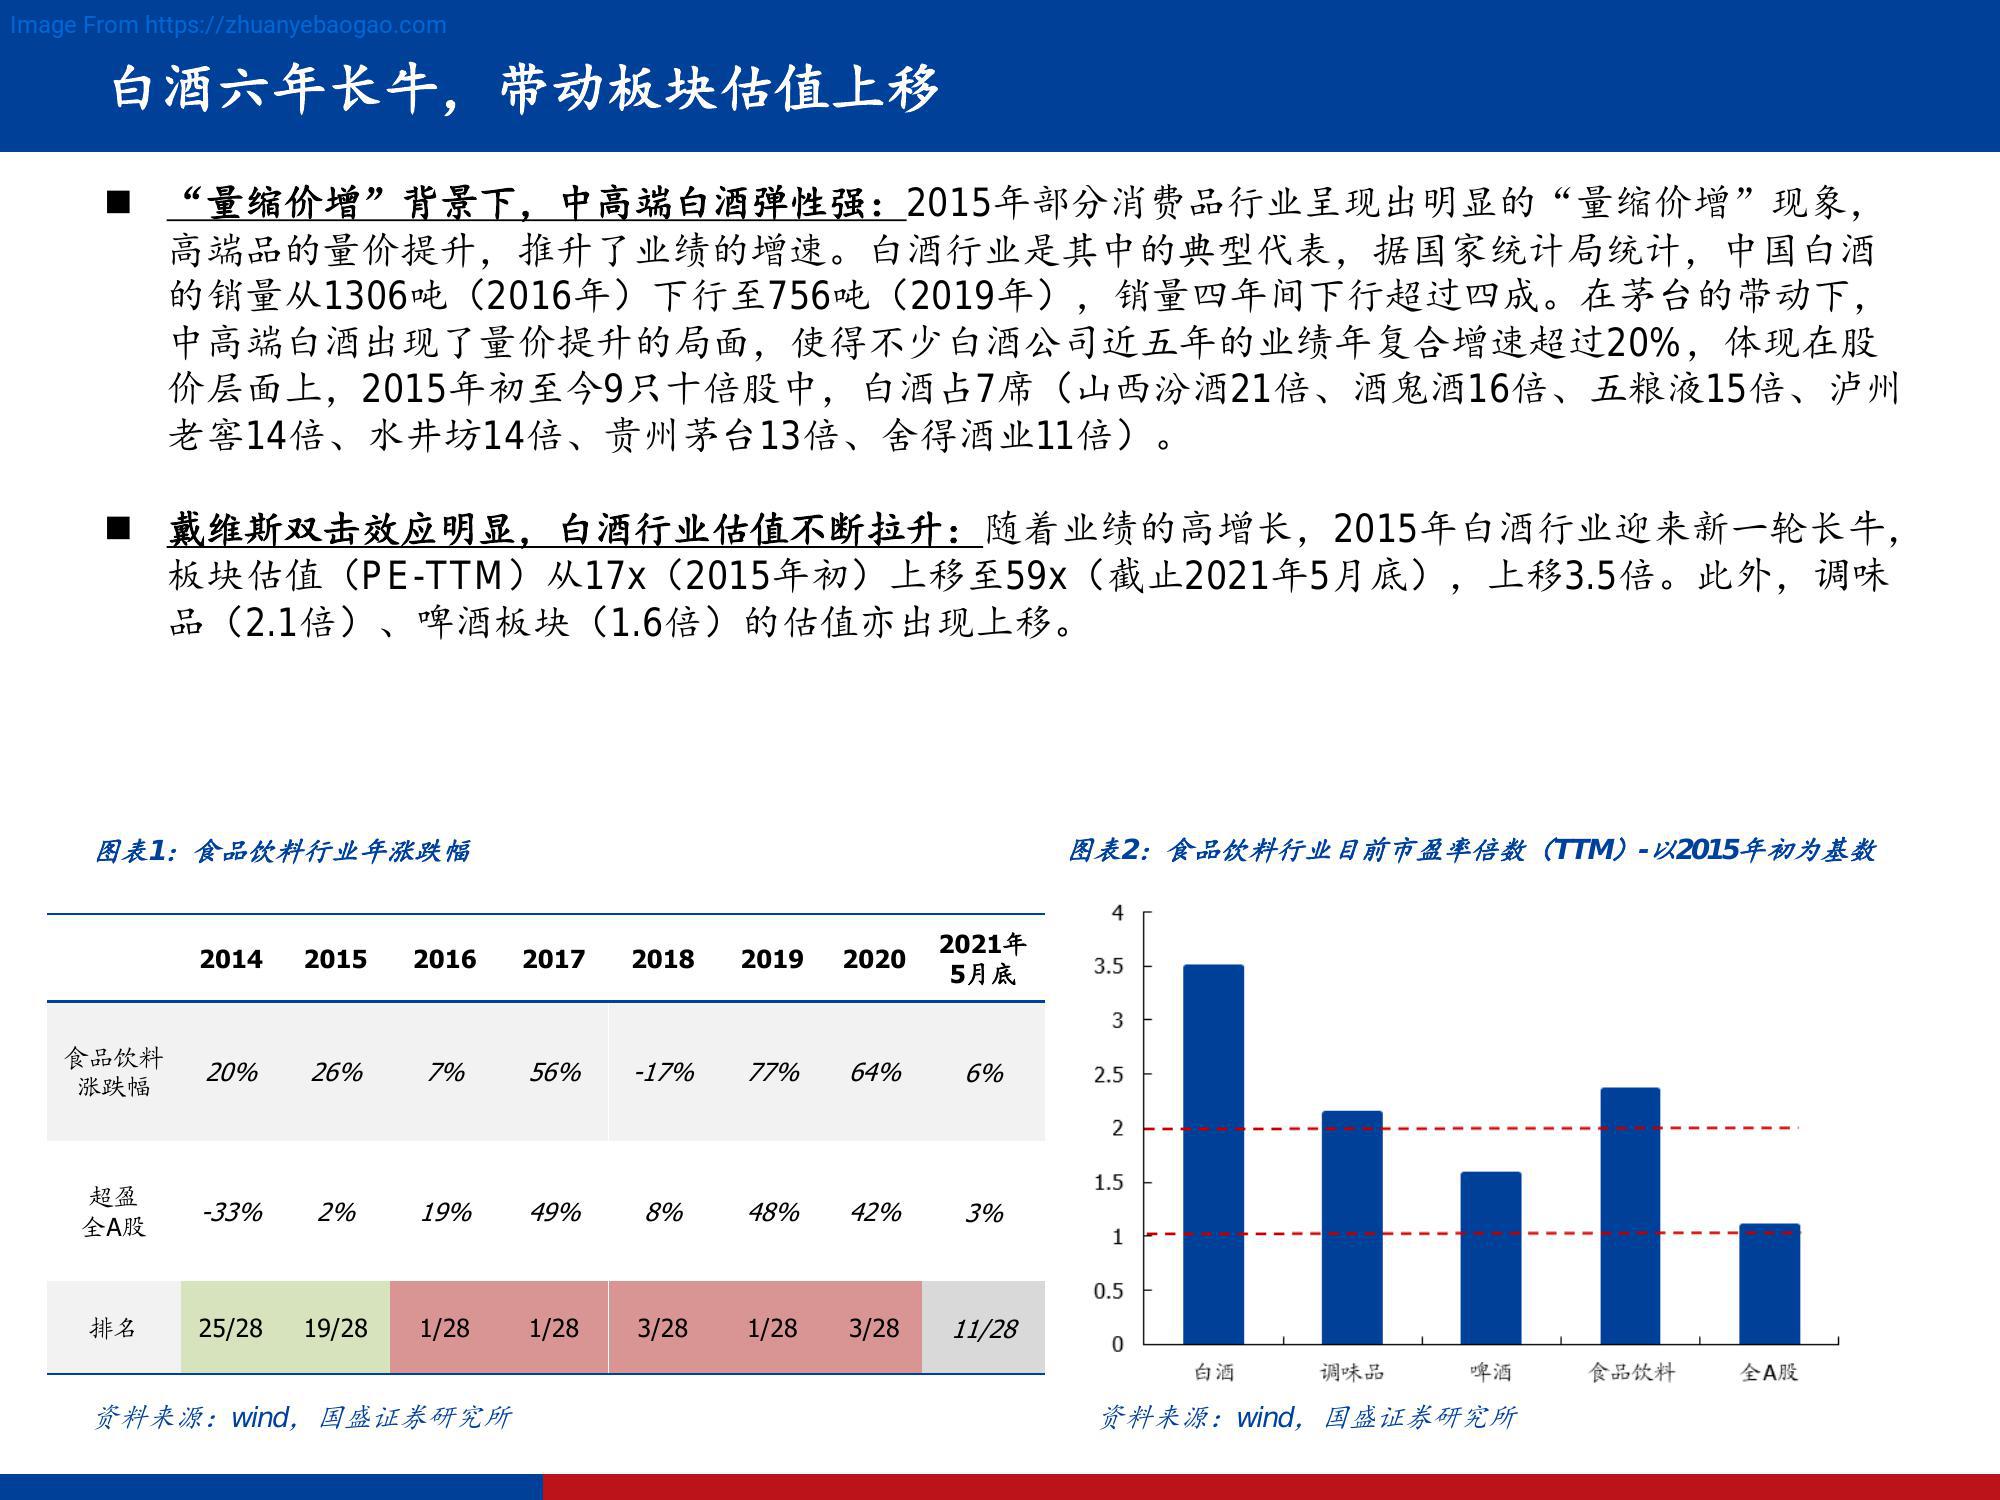 Image From https://zhuanyebaogao.com
白酒六年长牛，带动板块估值上移
■ “量缩价增”背景下，中高端白酒弹性强：2015年部分消费品行业呈现出明显的“量缩价增”现象，
高端品的量价提升，推升了业绩的增速。白酒行业是其中的典型代表，据国家统计局统计，中国白酒
的销量从1306吨（2016年）下行至756吨（2019年），销量四年间下行超过四成。在茅台的带动下，
中高端白酒出现了量价提升的局面，使得不少白酒公司近五年的业绩年复合增速超过20%，体现在股
价层面上，2015年初至今9只十倍股中，白酒占7席（山西汾酒21倍、酒鬼酒16倍、五粮液15倍、泸州
老窖14倍、水井坊14倍、贵州茅台13倍、舍得酒业11倍）。
■ 戴维斯双击效应明显，白酒行业估值不断拉升：随着业绩的高增长，2015年白酒行业迎来新一轮长牛，
板块估值（PE-TTM）从17x（2015年初）上移至59x（截止2021年5月底），上移3.5倍。此外，调味
品（2.1倍）、啤酒板块（1.6倍）的估值亦出现上移。
图表1：食品饮料行业年涨跌幅
2014 2015 2016 2017 2018 2019 2020 2021年
5月底
食品饮料
涨跌幅 20% 26% 7% 56% -17% 77% 64% 6%
超盈
全A股 -33% 2% 19% 49% 8% 48% 42% 3%
排名 25/28 19/28 1/28 1/28 3/28 1/28 3/28 11/28
资料来源：wind，国盛证券研究所
图表2：食品饮料行业目前市盈率倍数（TTM）-以2015年初为基数
4
3.5
3
2.5
2
1.5
1
0.5
0
白酒 调味品 啤酒 食品饮料 全A股
资料来源：wind，国盛证券研究所